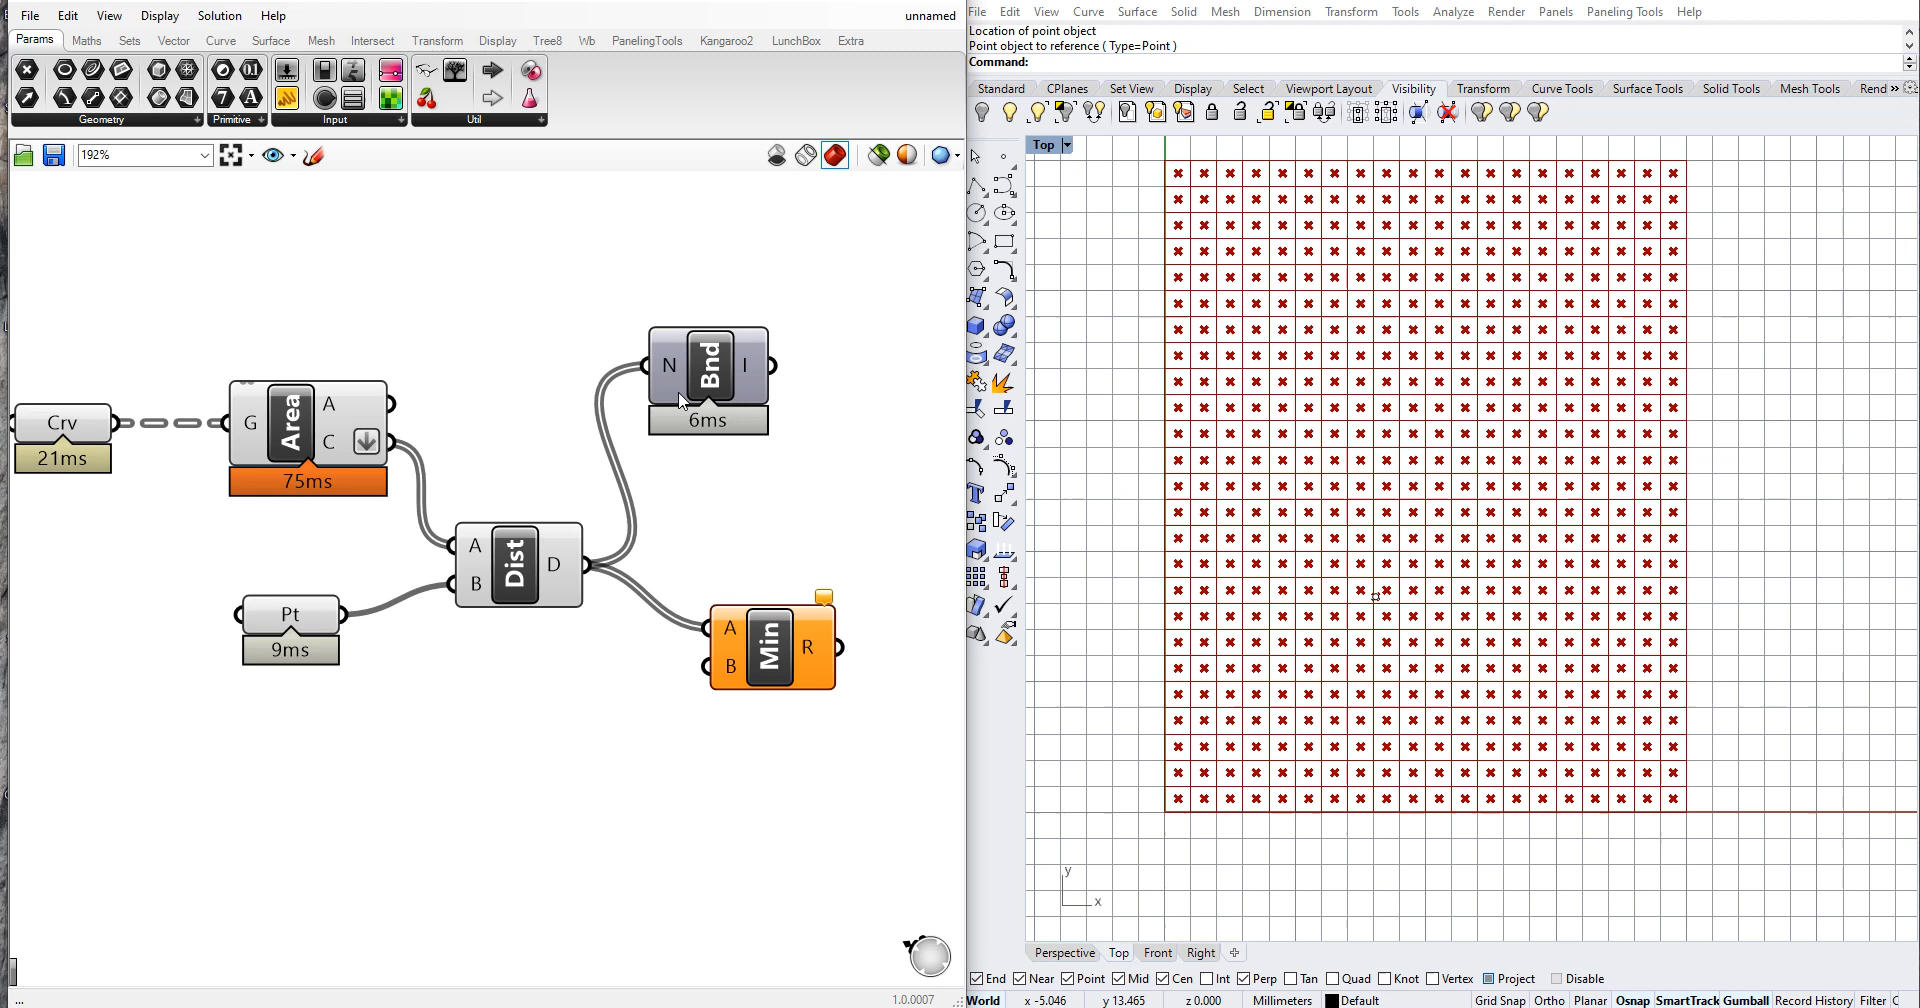 File Edit View Display Solution Help unnamed
Params Maths Sets Vector Curve Surface Mesh Intersect Transform Display Tree8 Wb PanelingTools Kangaroo2 LunchBox Extra
Geometry Primitive Input Util
192%
Crv
21ms
G Area A C
75ms
Pt
9ms
A B Dist D
N Bnd I
6ms
A B Min R
...
1.0.0007
File Edit View Curve Surface Solid Mesh Dimension Transform Tools Analyze Render Panels Paneling Tools Help
Location of point object
Point object to reference ( Type=Point )
Command:
Standard CPlanes Set View Display Select Viewport Layout Visibility Transform Curve Tools Surface Tools Solid Tools Mesh Tools Rend »
Top
y
x
Perspective Top Front Right
End Near Point Mid Cen Int Perp Tan Quad Knot Vertex Project Disable
World x -5.046 y 13.465 z 0.000 Millimeters Default Grid Snap Ortho Planar Osnap SmartTrack Gumball Record History Filter C